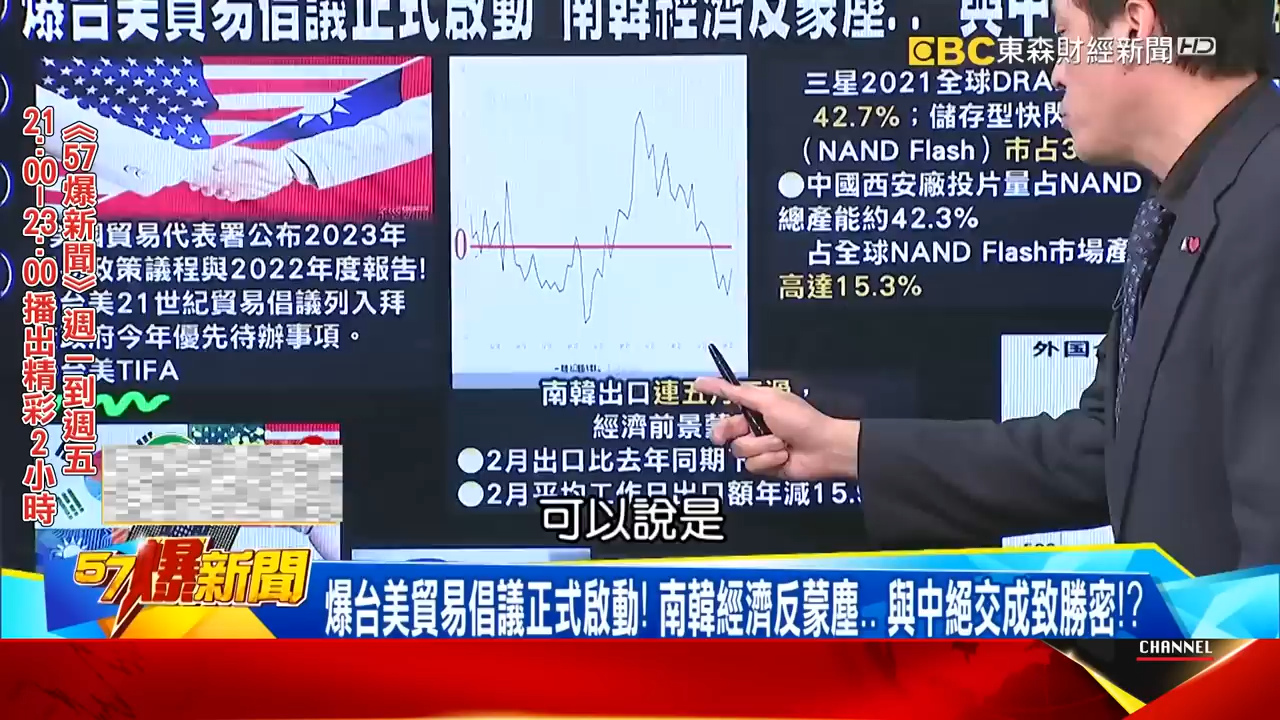 爆台美貿易倡議正式啟動 南韓經濟反蒙塵.. 與中
EBC東森財經新聞HD
《57爆新聞》週一到週五
21:00-23:00播出精彩2小時
國貿易代表署公布2023年
政策議程與2022年度報告!
台美21世紀貿易倡議列入拜
府今年優先待辦事項。
台美TIFA
0
南韓出口連五月
經濟前景
●2月出口比去年同期
●2月平均工作日出口額年減15.
三星2021全球DRA
42.7%；儲存型快閃
（NAND Flash）市占3
●中國西安廠投片量占NAND
總產能約42.3%
占全球NAND Flash市場產
高達15.3%
外国
可以說是
57爆新聞
爆台美貿易倡議正式啟動! 南韓經濟反蒙塵.. 與中絕交成致勝密!?
CHANNEL